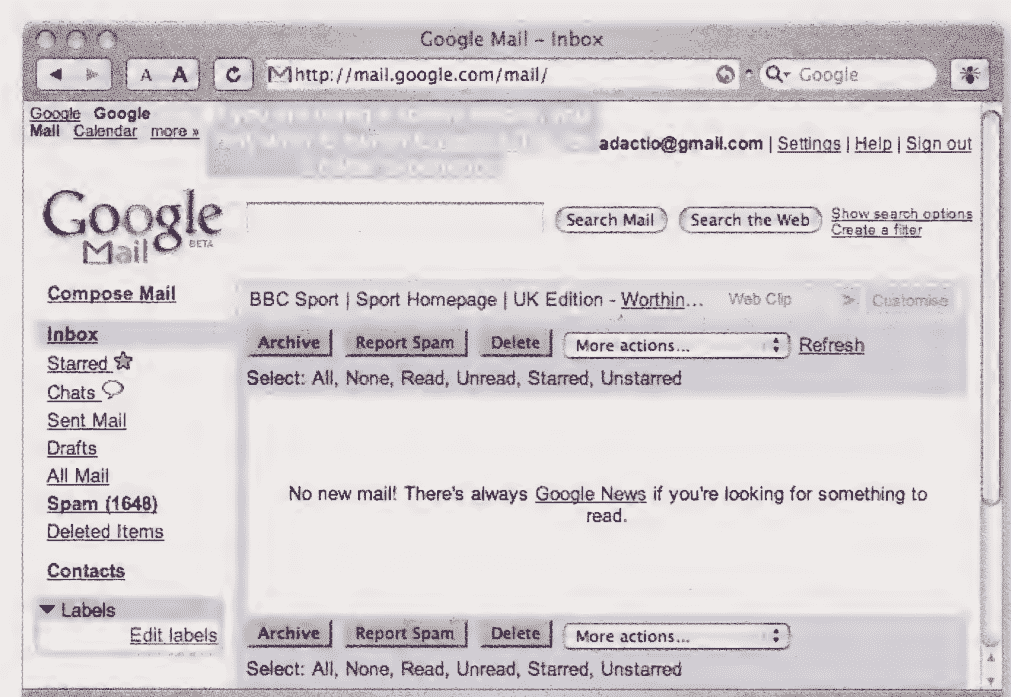 Google Mail – Inbox
A A
http://mail.google.com/mail/
Google
Google Google
Mail Calendar more »
adactio@gmail.com | Settings | Help | Sign out
Google
Mail BETA
Search Mail Search the Web
Show search options
Create a filter
Compose Mail
Inbox
Starred
Chats
Sent Mail
Drafts
All Mail
Spam (1648)
Deleted Items
Contacts
Labels
Edit labels
BBC Sport | Sport Homepage | UK Edition - Worthin... Web Clip > Customise
Archive Report Spam Delete More actions... Refresh
Select: All, None, Read, Unread, Starred, Unstarred
No new mail! There's always Google News if you're looking for something to
read.
Archive Report Spam Delete More actions...
Select: All, None, Read, Unread, Starred, Unstarred